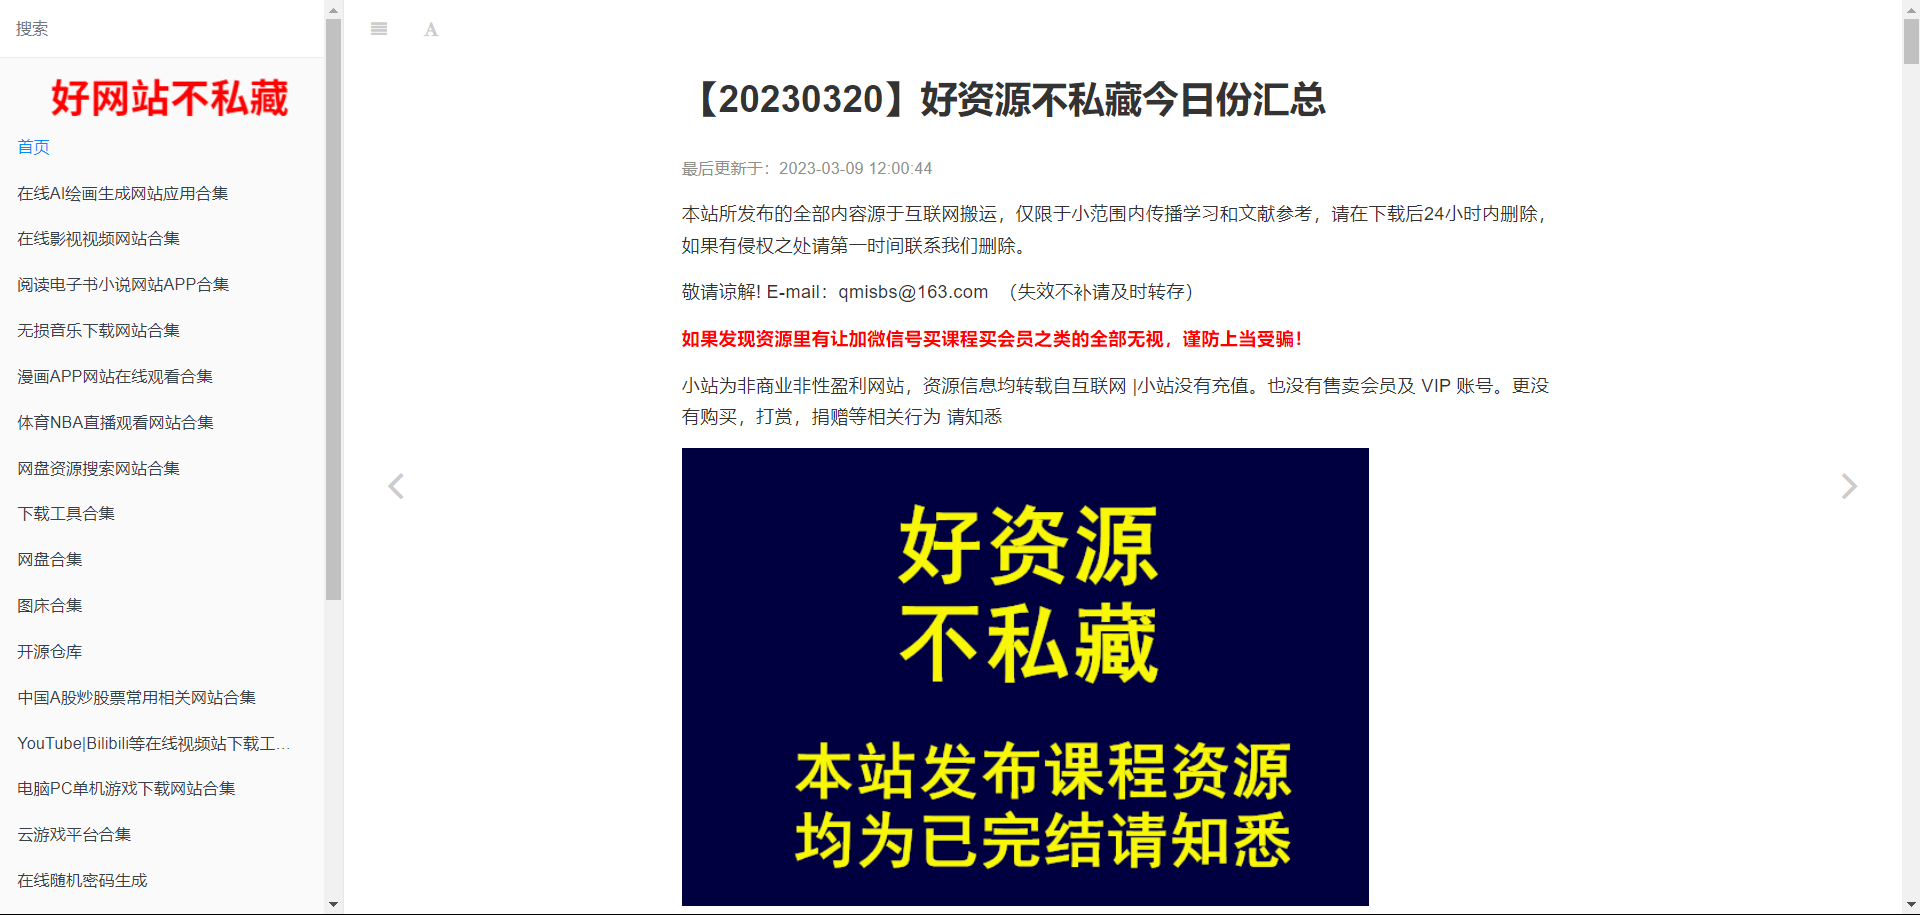 搜索
好网站不私藏
首页
在线AI绘画生成网站应用合集
在线影视视频网站合集
阅读电子书小说网站APP合集
无损音乐下载网站合集
漫画APP网站在线观看合集
体育NBA直播观看网站合集
网盘资源搜索网站合集
下载工具合集
网盘合集
图床合集
开源仓库
中国A股炒股票常用相关网站合集
YouTube|Bilibili等在线视频站下载工…
电脑PC单机游戏下载网站合集
云游戏平台合集
在线随机密码生成
A
【20230320】好资源不私藏今日份汇总
最后更新于：2023-03-09 12:00:44
本站所发布的全部内容源于互联网搬运，仅限于小范围内传播学习和文献参考，请在下载后24小时内删除，
如果有侵权之处请第一时间联系我们删除。
敬请谅解! E-mail：qmisbs@163.com （失效不补请及时转存）
如果发现资源里有让加微信号买课程买会员之类的全部无视，谨防上当受骗！
小站为非商业非性盈利网站，资源信息均转载自互联网 |小站没有充值。也没有售卖会员及 VIP 账号。更没
有购买，打赏，捐赠等相关行为 请知悉
好资源
不私藏
本站发布课程资源
均为已完结请知悉